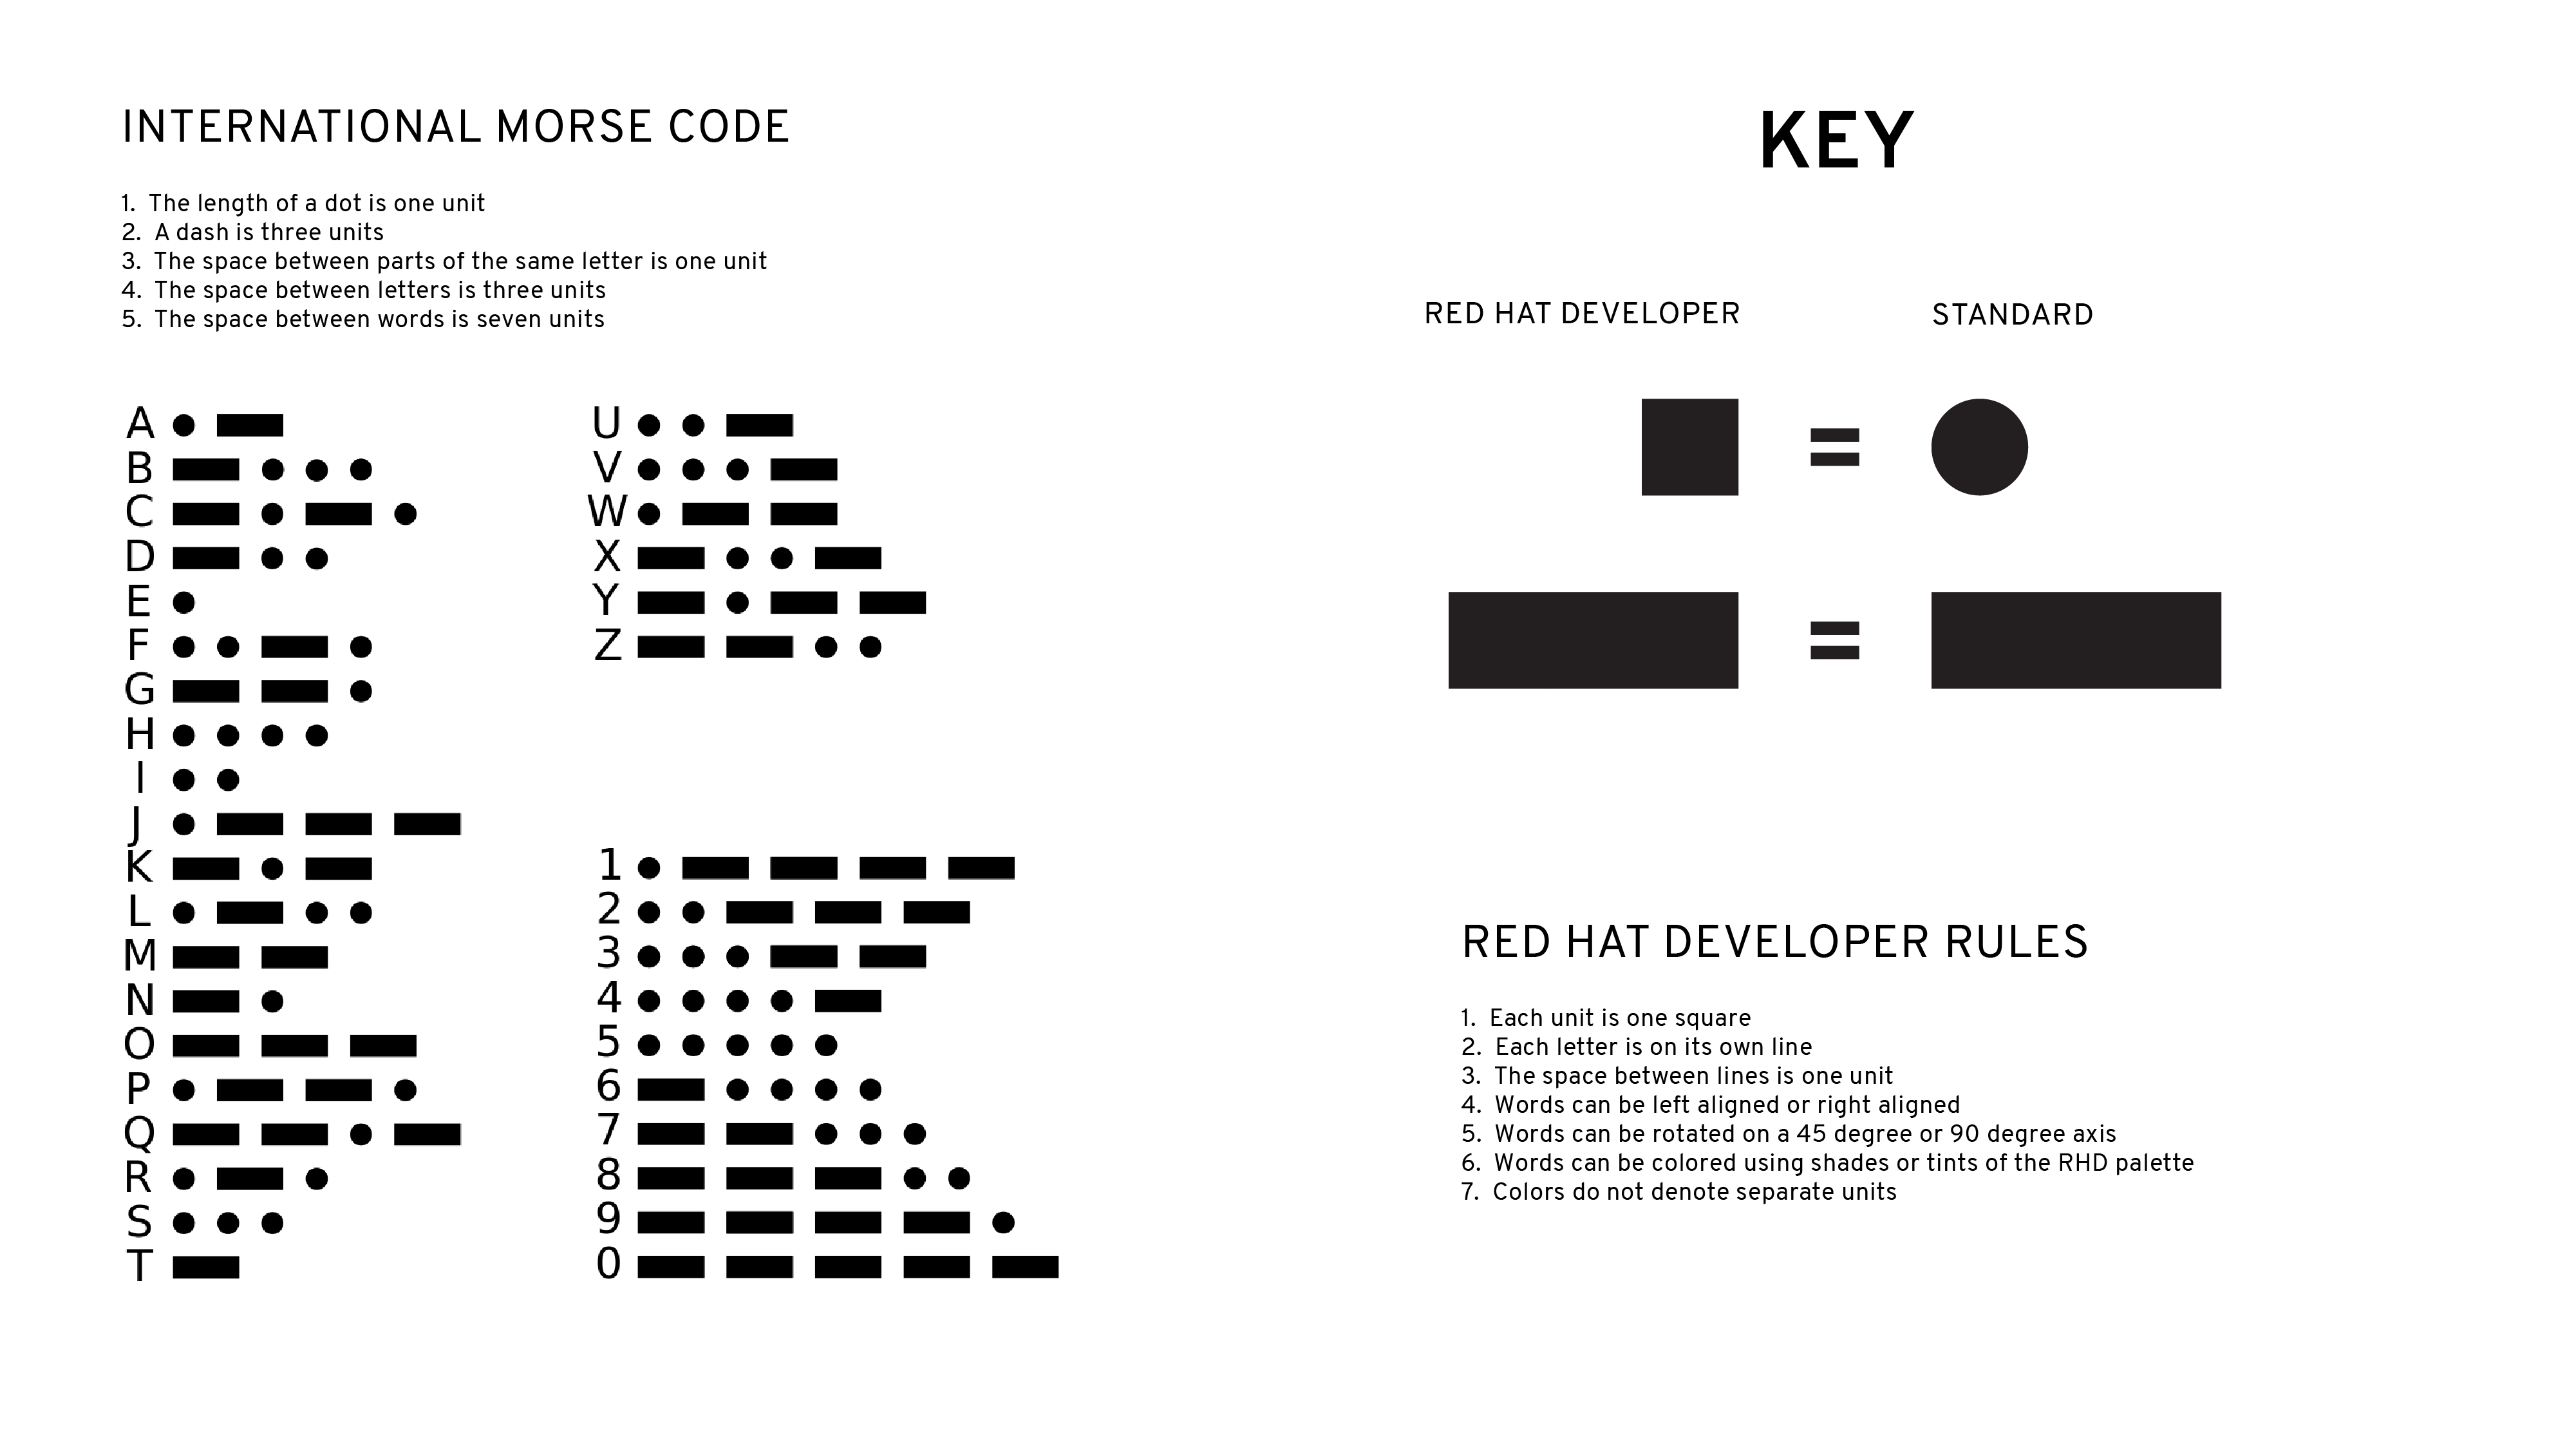 INTERNATIONAL MORSE CODE
1. The length of a dot is one unit
2. A dash is three units
3. The space between parts of the same letter is one unit
4. The space between letters is three units
5. The space between words is seven units
A
B
C
D
E
F
G
H
I
J
K
L
M
N
O
P
Q
R
S
T
U
V
W
X
Y
Z
1
2
3
4
5
6
7
8
9
0
KEY
RED HAT DEVELOPER
STANDARD
=
=
RED HAT DEVELOPER RULES
1. Each unit is one square
2. Each letter is on its own line
3. The space between lines is one unit
4. Words can be left aligned or right aligned
5. Words can be rotated on a 45 degree or 90 degree axis
6. Words can be colored using shades or tints of the RHD palette
7. Colors do not denote separate units